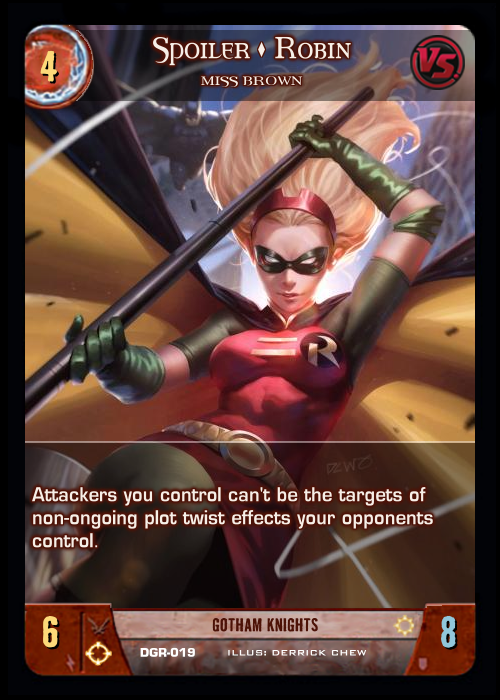 4
Spoiler ♦ Robin
VS.
MISS BROWN
R
Attackers you control can't be the targets of
non-ongoing plot twist effects your opponents
control.
6
GOTHAM KNIGHTS
8
DGR-019 ILLUS: DERRICK CHEW